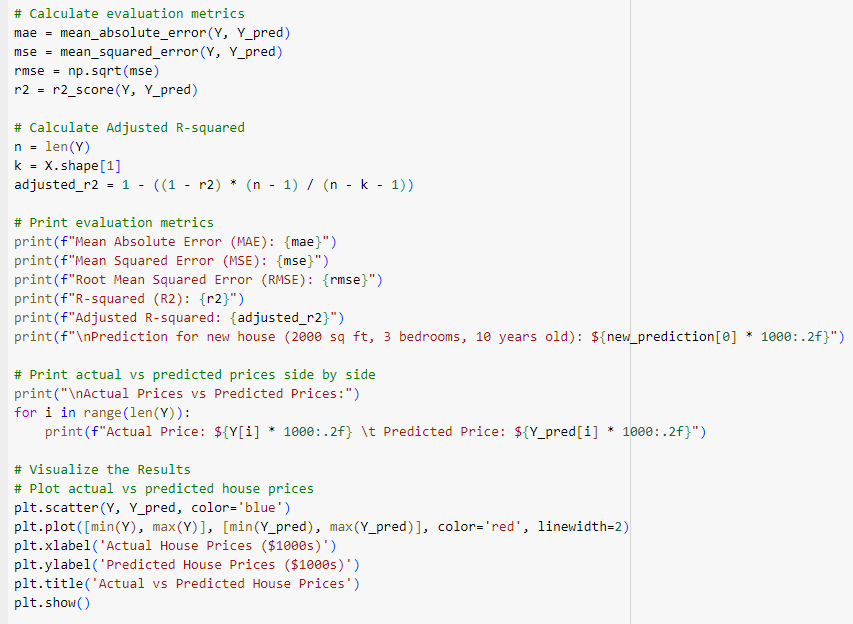 # Calculate evaluation metrics
mae = mean_absolute_error(Y, Y_pred)
mse = mean_squared_error(Y, Y_pred)
rmse = np.sqrt(mse)
r2 = r2_score(Y, Y_pred)

# Calculate Adjusted R-squared
n = len(Y)
k = X.shape[1]
adjusted_r2 = 1 - ((1 - r2) * (n - 1) / (n - k - 1))

# Print evaluation metrics
print(f"Mean Absolute Error (MAE): {mae}")
print(f"Mean Squared Error (MSE): {mse}")
print(f"Root Mean Squared Error (RMSE): {rmse}")
print(f"R-squared (R2): {r2}")
print(f"Adjusted R-squared: {adjusted_r2}")
print(f"\nPrediction for new house (2000 sq ft, 3 bedrooms, 10 years old): ${new_prediction[0] * 1000:.2f}")

# Print actual vs predicted prices side by side
print("\nActual Prices vs Predicted Prices:")
for i in range(len(Y)):
    print(f"Actual Price: ${Y[i] * 1000:.2f} \t Predicted Price: ${Y_pred[i] * 1000:.2f}")

# Visualize the Results
# Plot actual vs predicted house prices
plt.scatter(Y, Y_pred, color='blue')
plt.plot([min(Y), max(Y)], [min(Y_pred), max(Y_pred)], color='red', linewidth=2)
plt.xlabel('Actual House Prices ($1000s)')
plt.ylabel('Predicted House Prices ($1000s)')
plt.title('Actual vs Predicted House Prices')
plt.show()